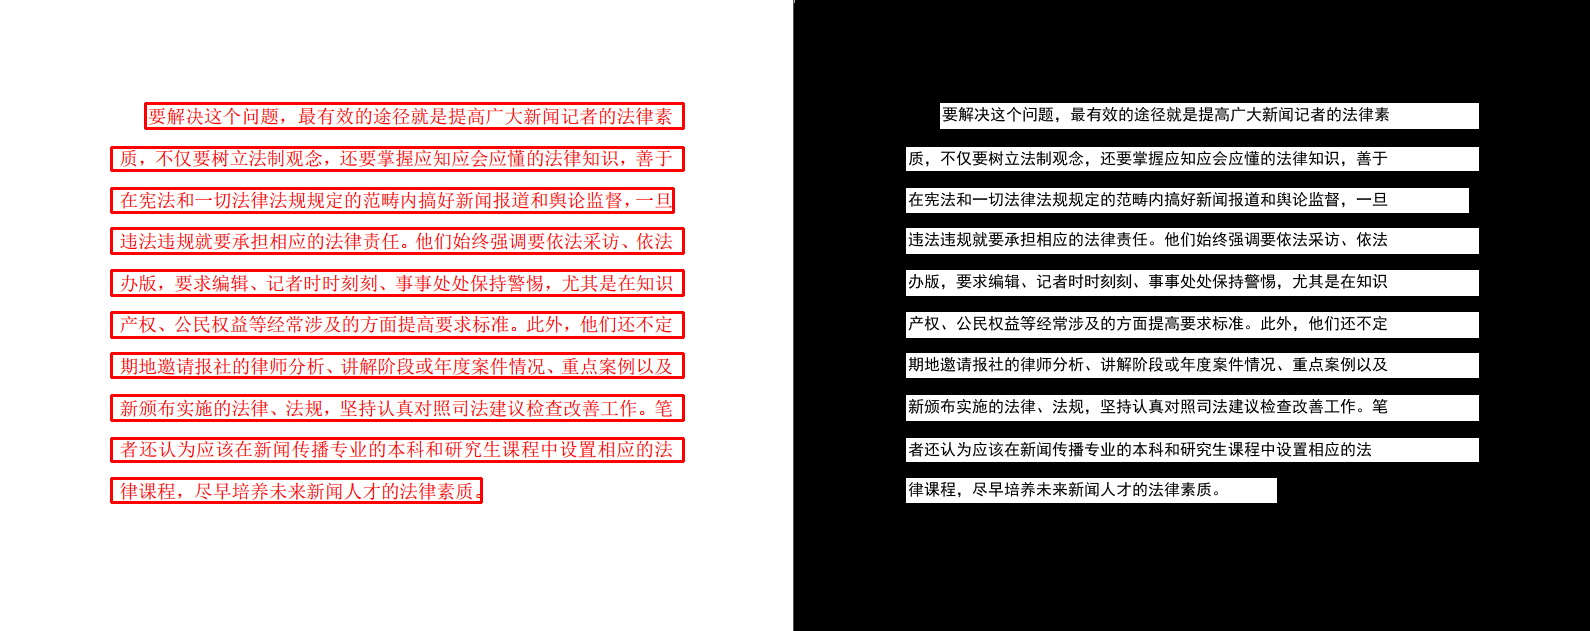 要解决这个问题，最有效的途径就是提高广大新闻记者的法律素
质，不仅要树立法制观念，还要掌握应知应会应懂的法律知识，善于
在宪法和一切法律法规规定的范畴内搞好新闻报道和舆论监督，一旦
违法违规就要承担相应的法律责任。他们始终强调要依法采访、依法
办版，要求编辑、记者时时刻刻、事事处处保持警惕，尤其是在知识
产权、公民权益等经常涉及的方面提高要求标准。此外，他们还不定
期地邀请报社的律师分析、讲解阶段或年度案件情况、重点案例以及
新颁布实施的法律、法规，坚持认真对照司法建议检查改善工作。笔
者还认为应该在新闻传播专业的本科和研究生课程中设置相应的法
律课程，尽早培养未来新闻人才的法律素质。
要解决这个问题，最有效的途径就是提高广大新闻记者的法律素
质，不仅要树立法制观念，还要掌握应知应会应懂的法律知识，善于
在宪法和一切法律法规规定的范畴内搞好新闻报道和舆论监督，一旦
违法违规就要承担相应的法律责任。他们始终强调要依法采访、依法
办版，要求编辑、记者时时刻刻、事事处处保持警惕，尤其是在知识
产权、公民权益等经常涉及的方面提高要求标准。此外，他们还不定
期地邀请报社的律师分析、讲解阶段或年度案件情况、重点案例以及
新颁布实施的法律、法规，坚持认真对照司法建议检查改善工作。笔
者还认为应该在新闻传播专业的本科和研究生课程中设置相应的法
律课程，尽早培养未来新闻人才的法律素质。